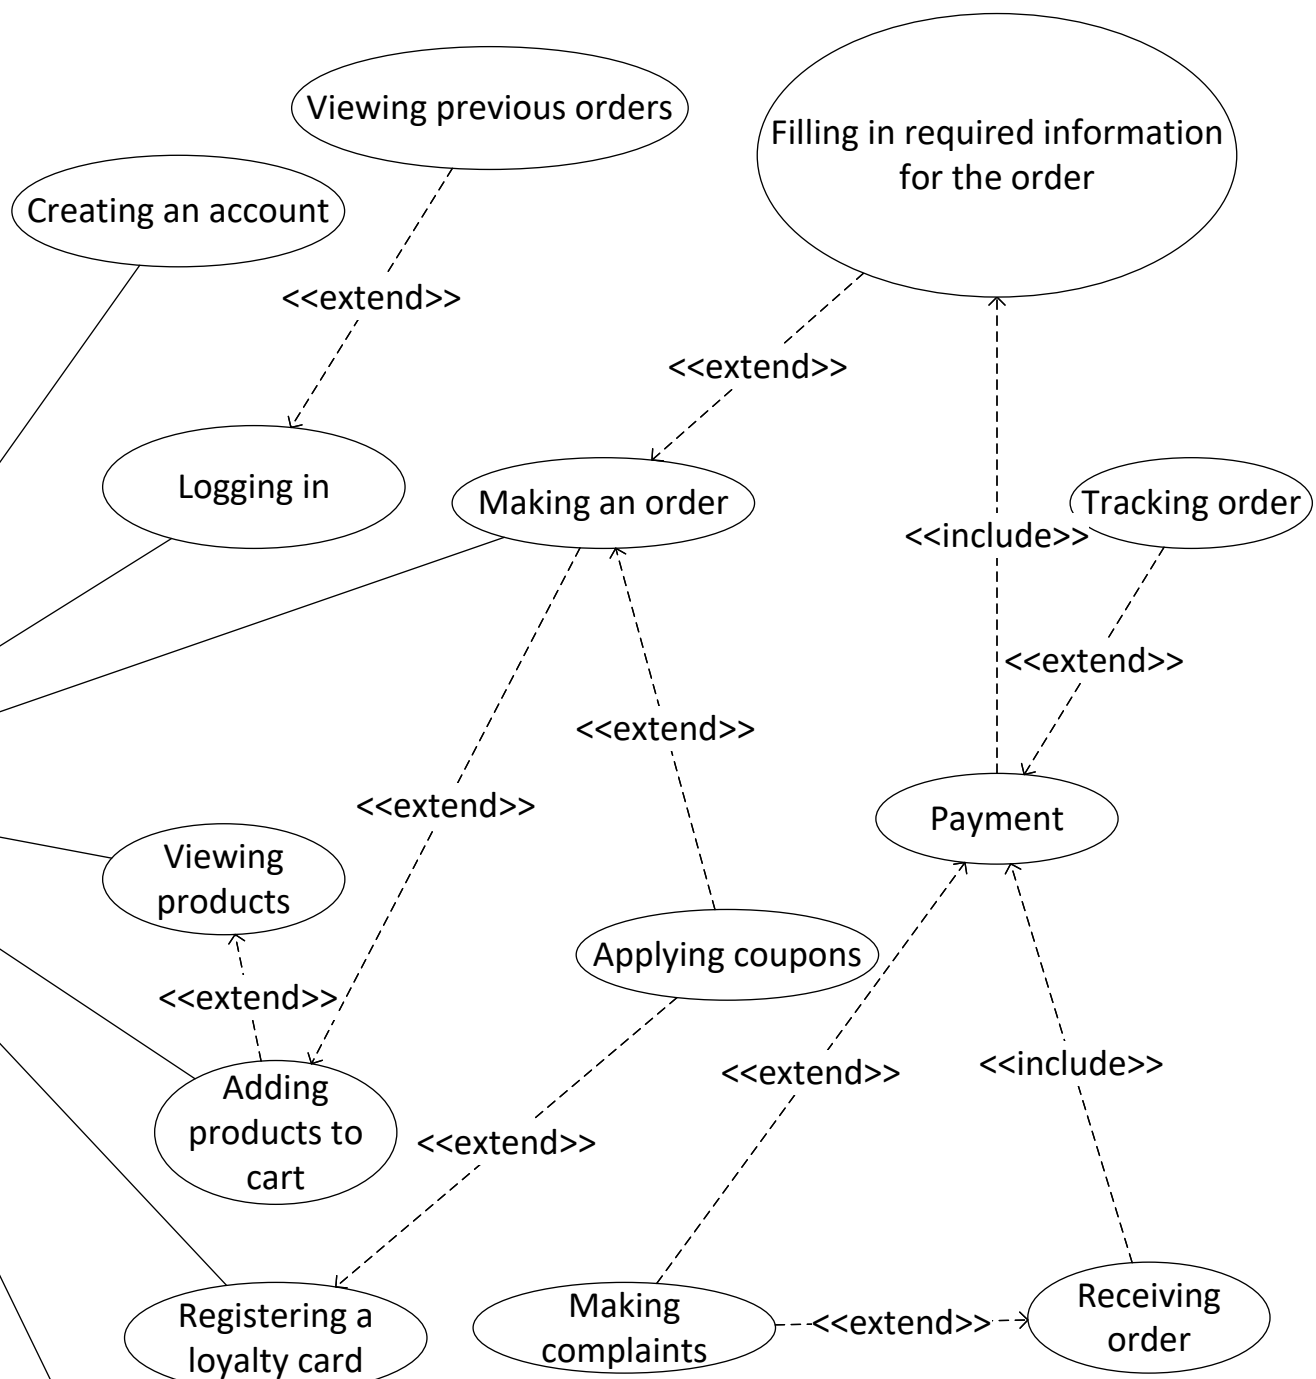 Viewing previous orders
Filling in required information
for the order
Creating an account
<<extend>>
<<extend>>
Logging in
Making an order
Tracking order
<<include>>
<<extend>>
<<extend>>
<<extend>>
Payment
Viewing
products
Applying coupons
<<extend>>
<<extend>>
<<include>>
Adding
products to
cart
<<extend>>
Registering a
loyalty card
Making
complaints
<<extend>>
Receiving
order